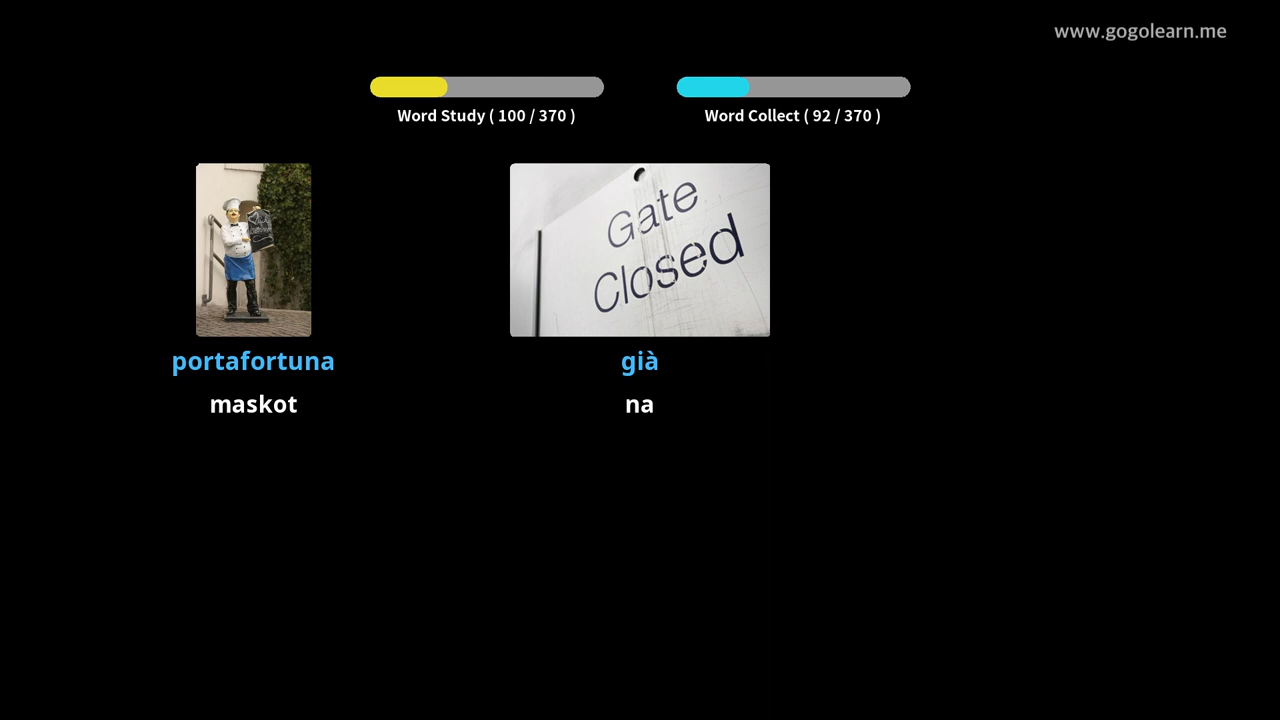 www.gogolearn.me
Word Study ( 100 / 370 )
Word Collect ( 92 / 370 )
Gate
Closed
portafortuna
già
maskot
na